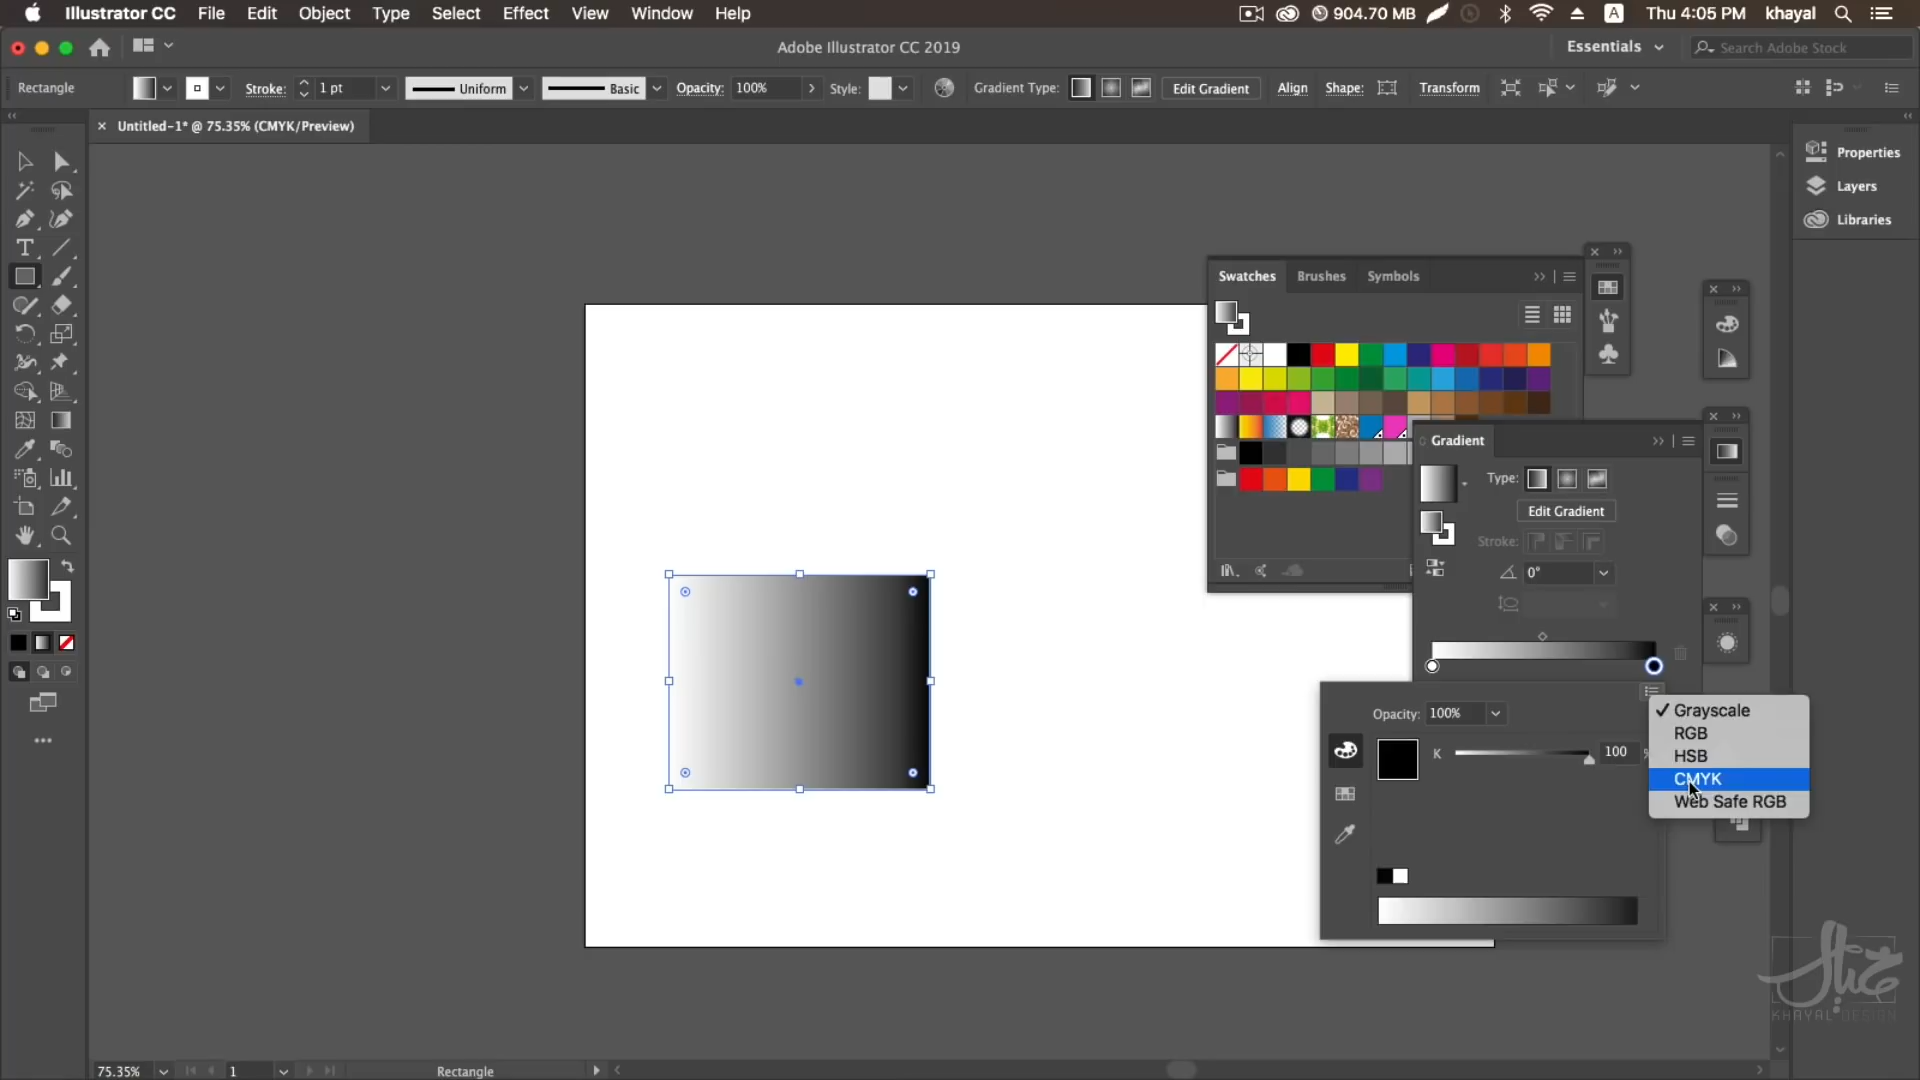 Illustrator CC File Edit Object Type Select Effect View Window Help 904.70 MB A Thu 4:05 PM khayal
Adobe Illustrator CC 2019 Essentials Search Adobe Stock
Rectangle Stroke: 1 pt Uniform Basic Opacity: 100% Style: Gradient Type: Edit Gradient Align Shape: Transform
Untitled-1* @ 75.35% (CMYK/Preview)
Properties
Layers
Libraries
Swatches Brushes Symbols
Gradient
Type:
Edit Gradient
Stroke:
0°
Opacity: 100%
K 100 %
Grayscale
RGB
HSB
CMYK
Web Safe RGB
خيال
KHAYAL DESIGN
75.35% 1 Rectangle